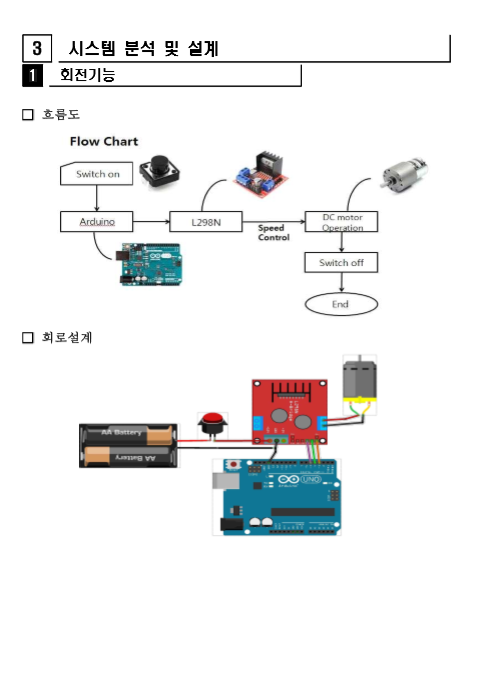 3 시스템 분석 및 설계
1 회전기능
□ 흐름도
Flow Chart
Switch on
Arduino
L298N
Speed
Control
DC motor
Operation
Switch off
End
□ 회로설계
AA Battery
AA Battery
UNO